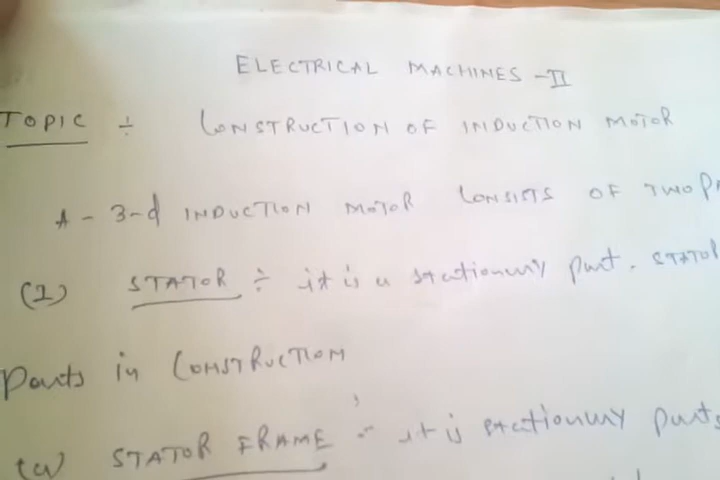 ELECTRICAL MACHINES -II
TOPIC ÷ CONSTRUCTION OF INDUCTION MOTOR
A - 3-d INDUCTION MOTOR CONSISTS OF TWO
(1) STATOR ÷ it is a stationary part. STATOR
Parts in CONSTRUCTION
(a) STATOR FRAME it is stationary parts